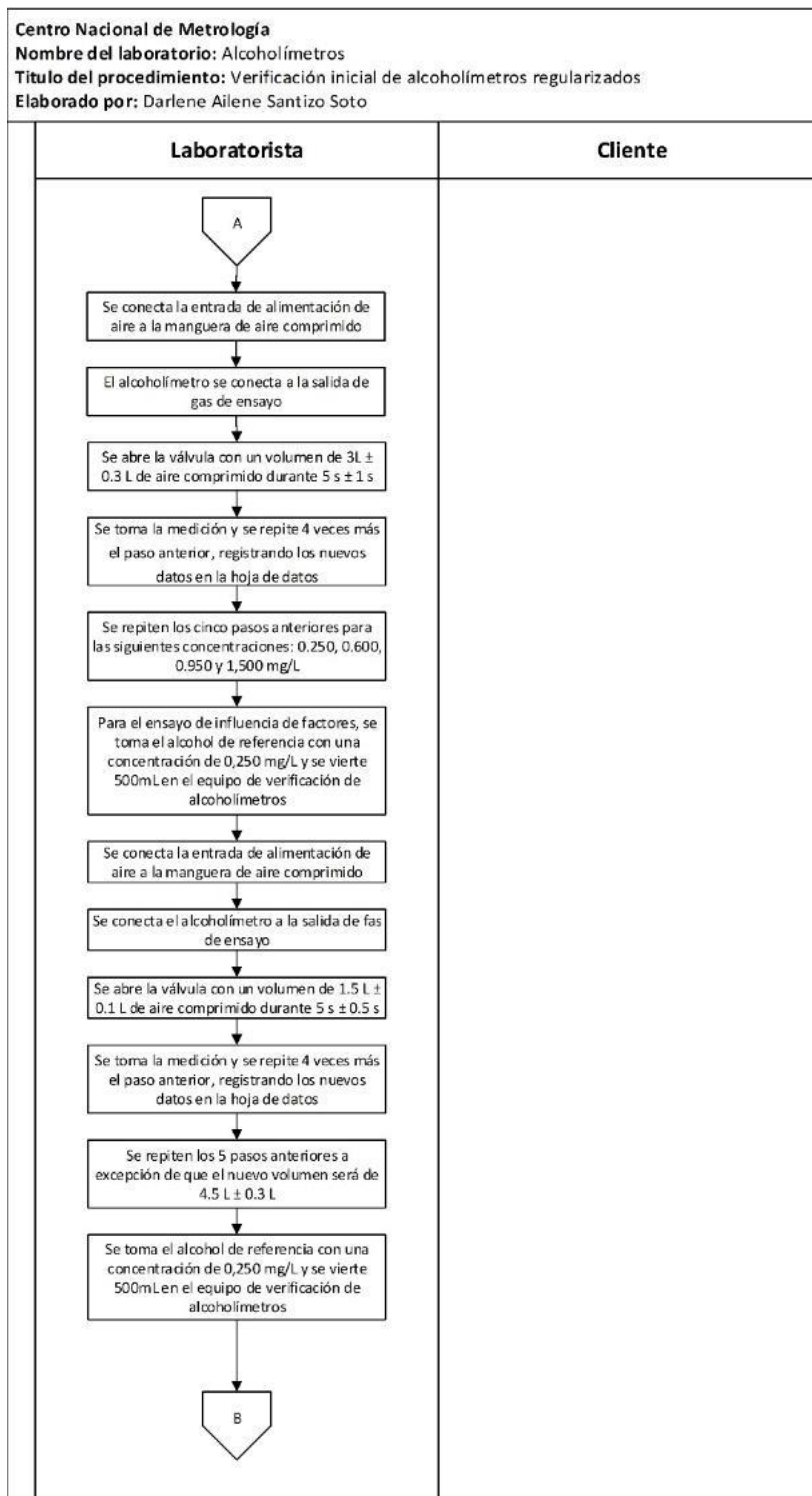 Centro Nacional de Metrología
Nombre del laboratorio: Alcoholímetros
Titulo del procedimiento: Verificación inicial de alcoholímetros regularizados
Elaborado por: Darlene Ailene Santizo Soto
Laboratorista
Cliente
A
Se conecta la entrada de alimentación de
aire a la manguera de aire comprimido
El alcoholímetro se conecta a la salida de
gas de ensayo
Se abre la válvula con un volumen de 3L ±
0.3 L de aire comprimido durante 5 s ± 1 s
Se toma la medición y se repite 4 veces más
el paso anterior, registrando los nuevos
datos en la hoja de datos
Se repiten los cinco pasos anteriores para
las siguientes concentraciones: 0.250, 0.600,
0.950 y 1,500 mg/L
Para el ensayo de influencia de factores, se
toma el alcohol de referencia con una
concentración de 0,250 mg/L y se vierte
500mL en el equipo de verificación de
alcoholímetros
Se conecta la entrada de alimentación de
aire a la manguera de aire comprimido
Se conecta el alcoholímetro a la salida de fas
de ensayo
Se abre la válvula con un volumen de 1.5 L ±
0.1 L de aire comprimido durante 5 s ± 0.5 s
Se toma la medición y se repite 4 veces más
el paso anterior, registrando los nuevos
datos en la hoja de datos
Se repiten los 5 pasos anteriores a
excepción de que el nuevo volumen será de
4.5 L ± 0.3 L
Se toma el alcohol de referencia con una
concentración de 0,250 mg/L y se vierte
500mL en el equipo de verificación de
alcoholímetros
B